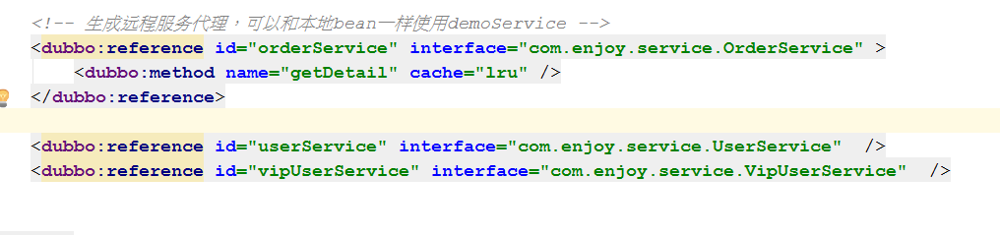 <!-- 生成远程服务代理，可以和本地bean一样使用demoService -->
<dubbo:reference id="orderService" interface="com.enjoy.service.OrderService" >
<dubbo:method name="getDetail" cache="lru" />
</dubbo:reference>
<dubbo:reference id="userService" interface="com.enjoy.service.UserService"  />
<dubbo:reference id="vipUserService" interface="com.enjoy.service.VipUserService"  />